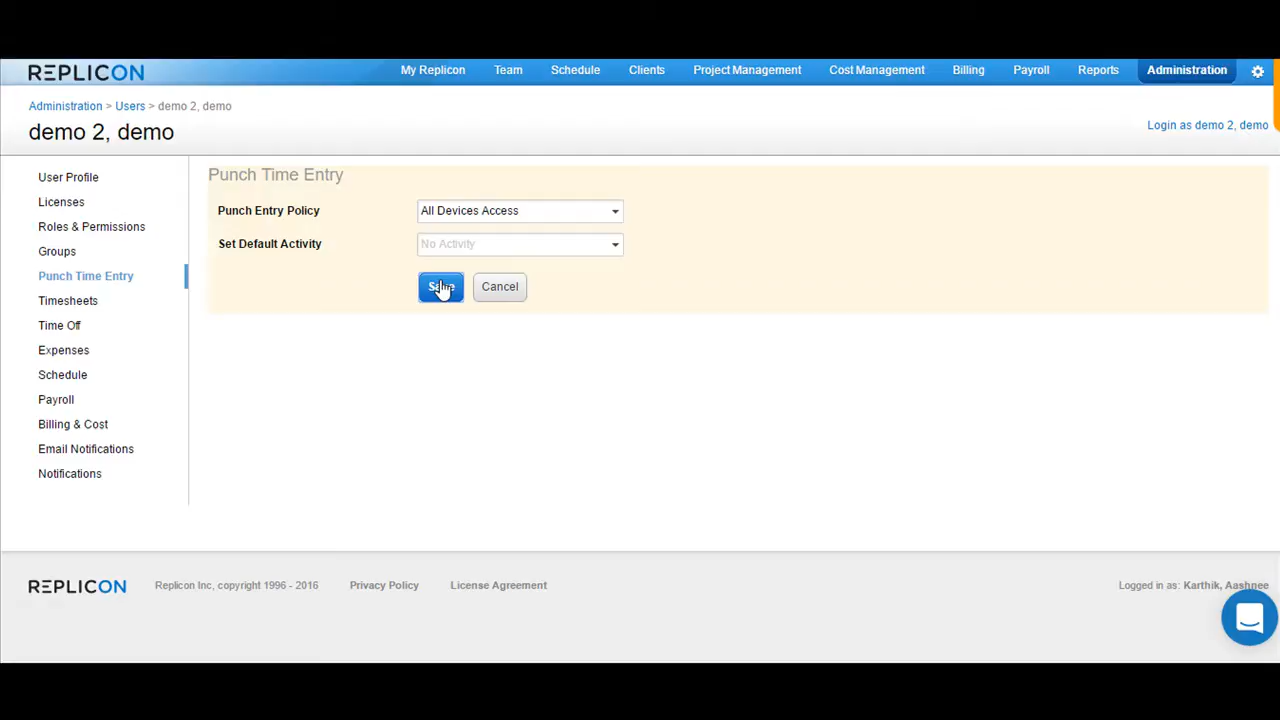 REPLICON
My Replicon Team Schedule Clients Project Management Cost Management Billing Payroll Reports Administration
Administration > Users > demo 2, demo
demo 2, demo
Login as demo 2, demo
User Profile
Licenses
Roles & Permissions
Groups
Punch Time Entry
Timesheets
Time Off
Expenses
Schedule
Payroll
Billing & Cost
Email Notifications
Notifications
Punch Time Entry
Punch Entry Policy All Devices Access
Set Default Activity No Activity
Save Cancel
REPLICON Replicon Inc, copyright 1996 - 2016 Privacy Policy License Agreement
Logged in as: Karthik, Aashnee